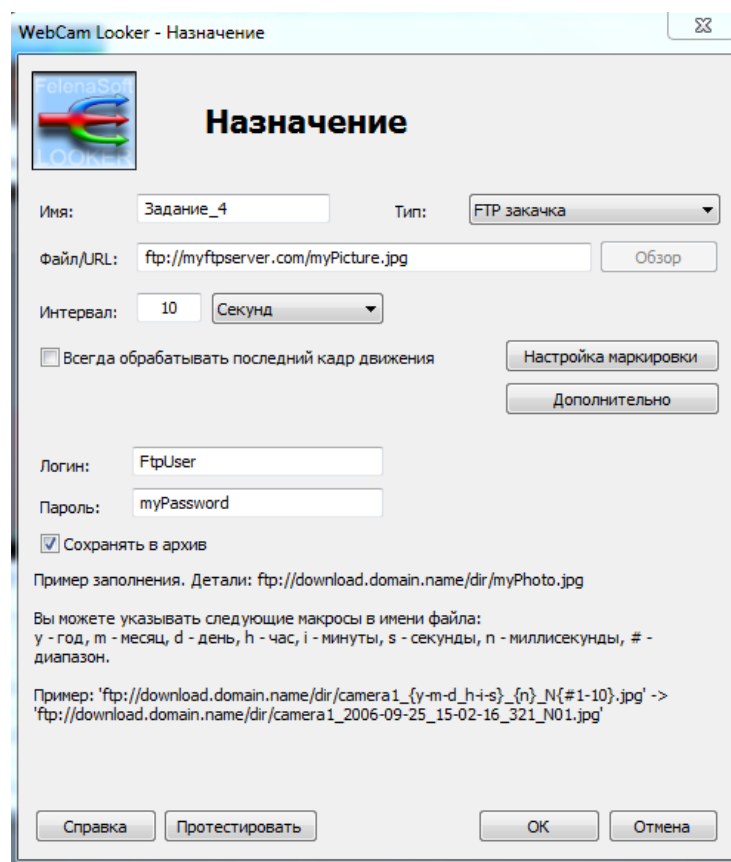 WebCam Looker - Назначение
FelenaSoft
LOOKER
Назначение
Имя: Задание_4 Тип: FTP закачка
Файл/URL: ftp://myftpserver.com/myPicture.jpg Обзор
Интервал: 10 Секунд
Всегда обрабатывать последний кадр движения Настройка маркировки
Дополнительно
Логин: FtpUser
Пароль: myPassword
Сохранять в архив
Пример заполнения. Детали: ftp://download.domain.name/dir/myPhoto.jpg
Вы можете указывать следующие макросы в имени файла:
y - год, m - месяц, d - день, h - час, i - минуты, s - секунды, n - миллисекунды, # -
диапазон.
Пример: 'ftp://download.domain.name/dir/camera1_{y-m-d_h-i-s}_{n}_N{#1-10}.jpg' ->
'ftp://download.domain.name/dir/camera1_2006-09-25_15-02-16_321_N01.jpg'
Справка Протестировать OK Отмена